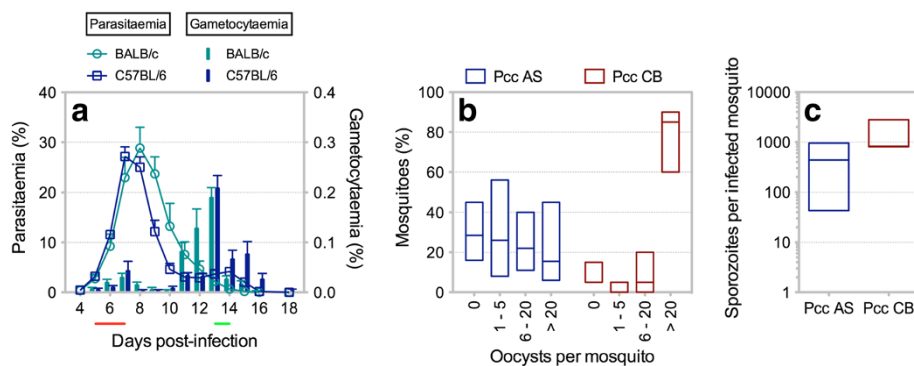 Parasitaemia Gametocytaemia
BALB/c BALB/c
C57BL/6 C57BL/6
a
40 0.4
30 0.3
20 0.2
10 0.1
0 0.0
Parasitaemia (%)
Gametocytaemia (%)
4 6 8 10 12 14 16 18
Days post-infection
Pcc AS Pcc CB
b
100
80
60
40
20
0
Mosquitoes (%)
0 1 - 5 6 - 20 > 20 0 1 - 5 6 - 20 > 20
Oocysts per mosquito
c
10000
1000
100
10
1
Sporozoites per infected mosquito
Pcc AS Pcc CB